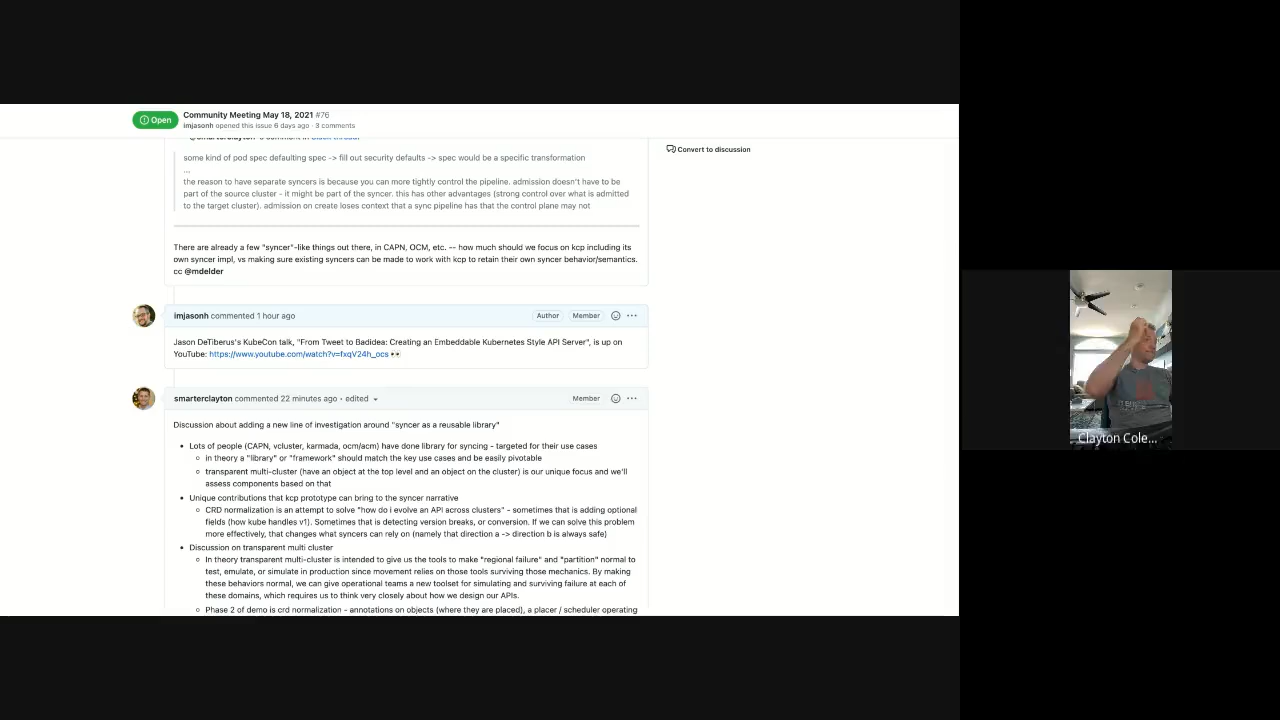 Open
Community Meeting May 18, 2021 #76
imjasonh opened this issue 6 days ago · 3 comments
Convert to discussion
some kind of pod spec defaulting spec -> fill out security defaults -> spec would be a specific transformation
...
the reason to have separate syncers is because you can more tightly control the pipeline. admission doesn't have to be
part of the source cluster - it might be part of the syncer. this has other advantages (strong control over what is admitted
to the target cluster). admission on create loses context that a sync pipeline has that the control plane may not
There are already a few "syncer"-like things out there, in CAPN, OCM, etc. -- how much should we focus on kcp including its
own syncer impl, vs making sure existing syncers can be made to work with kcp to retain their own syncer behavior/semantics.
cc @mdelder
imjasonh commented 1 hour ago
Author
Member
Jason DeTiberus's KubeCon talk, "From Tweet to Badidea: Creating an Embeddable Kubernetes Style API Server", is up on
YouTube: https://www.youtube.com/watch?v=fxqV24h_ocs 👀
smarterclayton commented 22 minutes ago · edited
Member
Discussion about adding a new line of investigation around "syncer as a reusable library"
• Lots of people (CAPN, vcluster, karmada, ocm/acm) have done library for syncing - targeted for their use cases
◦ in theory a "library" or "framework" should match the key use cases and be easily pivotable
◦ transparent multi-cluster (have an object at the top level and an object on the cluster) is our unique focus and we'll
assess components based on that
• Unique contributions that kcp prototype can bring to the syncer narrative
◦ CRD normalization is an attempt to solve "how do i evolve an API across clusters" - sometimes that is adding optional
fields (how kube handles v1). Sometimes that is detecting version breaks, or conversion. If we can solve this problem
more effectively, that changes what syncers can rely on (namely that direction a -> direction b is always safe)
• Discussion on transparent multi cluster
◦ In theory transparent multi-cluster is intended to give us the tools to make "regional failure" and "partition" normal to
test, emulate, or simulate in production since movement relies on those tools surviving those mechanics. By making
these behaviors normal, we can give operational teams a new toolset for simulating and surviving failure at each of
these domains, which requires us to think very closely about how we design our APIs.
◦ Phase 2 of demo is crd normalization - annotations on objects (where they are placed), a placer / scheduler operating
Clayton Cole...